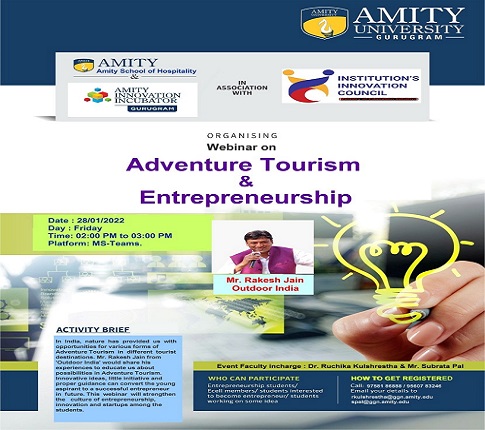 AMITY
UNIVERSITY
GURUGRAM
AMITY
Amity School of Hospitality
&
AMITY
INNOVATION
INCUBATOR
GURUGRAM
IN
ASSOCIATION
WITH
INSTITUTION'S
INNOVATION
COUNCIL
ORGANISING
Webinar on
Adventure Tourism
&
Entrepreneurship
Date : 28/01/2022
Day : Friday
Time: 02:00 PM to 03:00 PM
Platform: MS-Teams.
Mr. Rakesh Jain
Outdoor India
ACTIVITY BRIEF
In India, nature has provided us with
opportunities for various forms of
Adventure Tourism in different torist
destinations. Mr. Rakesh Jain from
'Outdoor India' would share his
experiences to educate us about
possibilities in Adventure Tourism.
Innovative ideas, little initiative and
proper guidance can convert the young
aspirant to a successful entrepreneur
in future. This webinar will strengthen
the culture of entrepreneurship,
innovation and startups among the
students.
Event Faculty Incharge : Dr. Ruchika Kulshrestha & Mr. Subrata Pal
WHO CAN PARTICIPATE
Entrepreneurship students/
Ecell members/ students interested
to become entrepreneur/ students
working on some idea
HOW TO GET REGISTERED
Call:
Email your details to
rkulshrestha@ggn.amity.edu
spal@ggn.amity.edu